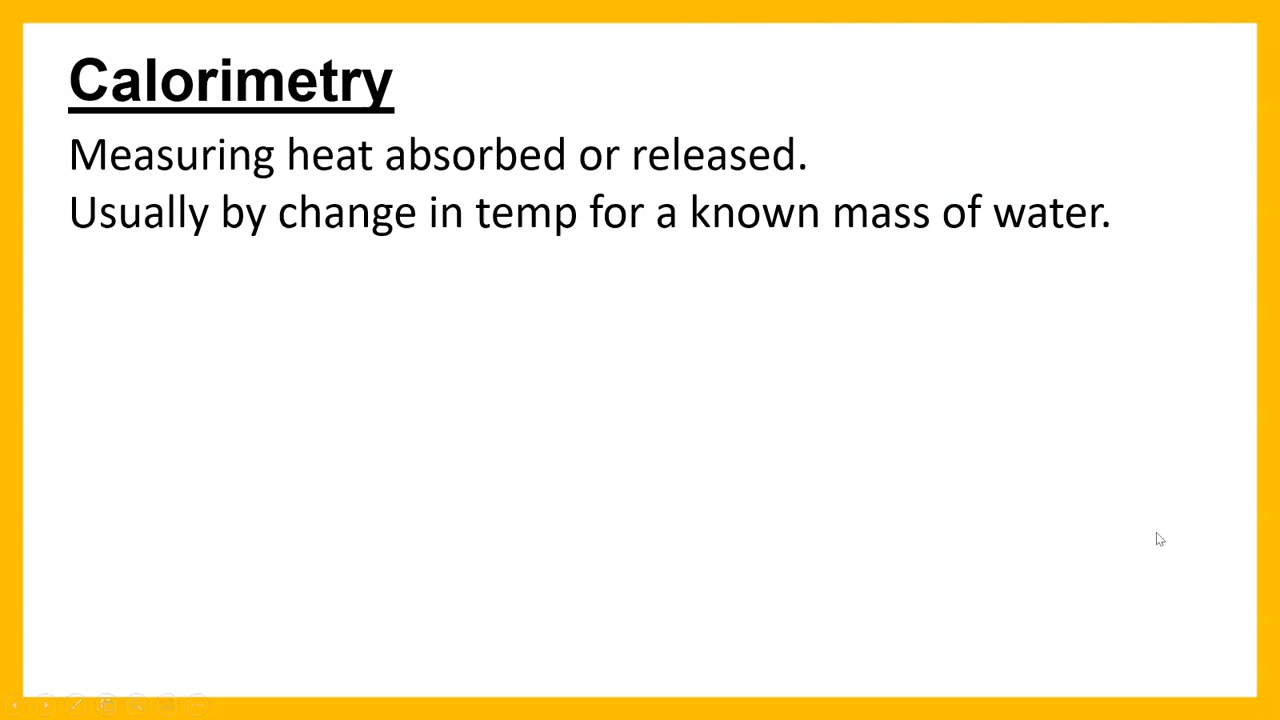 Calorimetry
Measuring heat absorbed or released.
Usually by change in temp for a known mass of water.